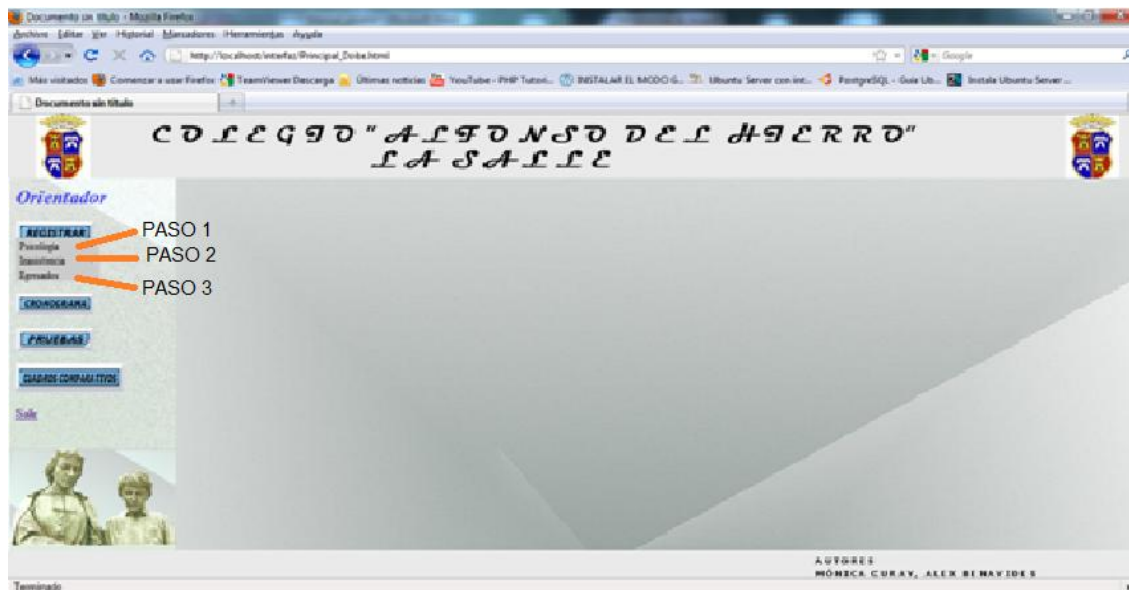 Documento sin título - Mozilla Firefox
Archivo Editar Ver Historial Marcadores Herramientas Ayuda
http://localhost/interfaz/Principal_Dobe.html
Google
Más visitados Comenzar a usar Firefox TeamViewer Descarga Últimas noticias YouTube - PHP Tutori... INSTALAR EL MODO G... Ubuntu Server con int... PostgreSQL - Guia Ub... Instala Ubuntu Server ...
Documento sin título
COLEGIO "ALFONSO DEL HIERRO"
LA SALLE
Orientador
REGISTRAR
PASO 1
Psicologia
PASO 2
Inasistencia
Egresados
PASO 3
CRONOGRAMA
PRUEBAS
CUADROS COMPARATIVOS
Salir
AUTORES
MÓNICA CURAY, ALEX BENAVIDES
Terminado